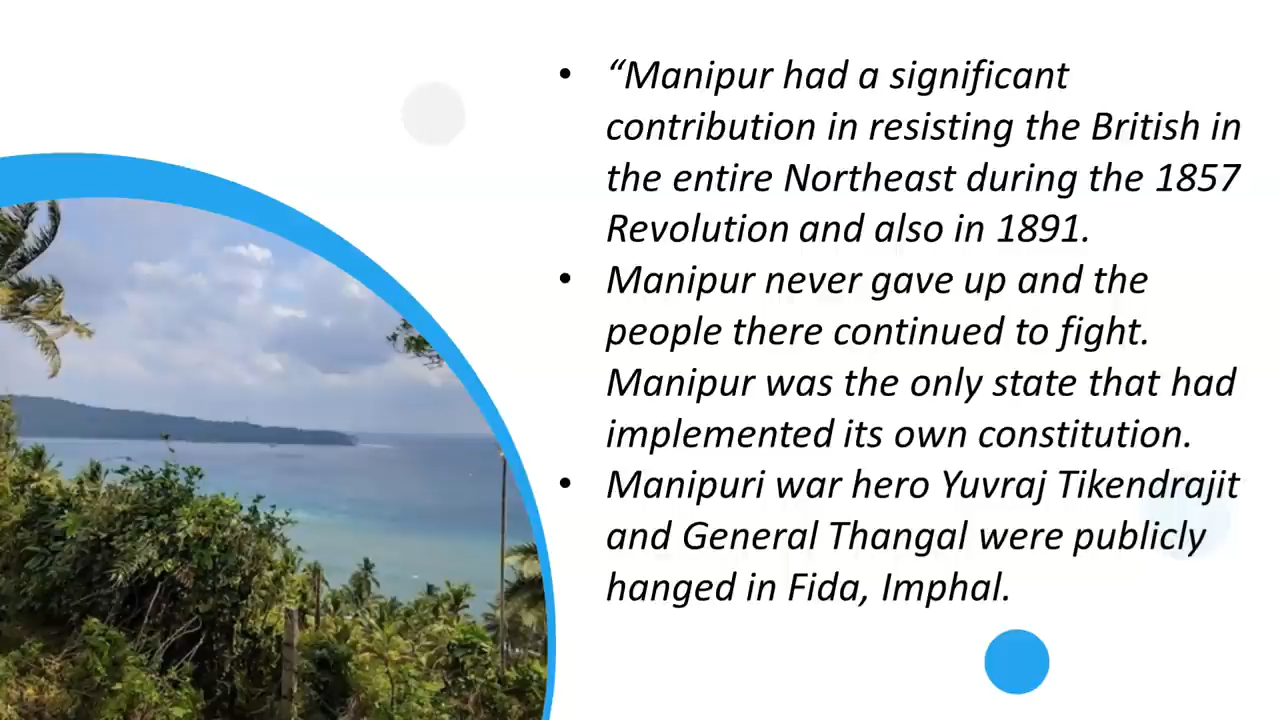 • “Manipur had a significant
contribution in resisting the British in
the entire Northeast during the 1857
Revolution and also in 1891.
• Manipur never gave up and the
people there continued to fight.
Manipur was the only state that had
implemented its own constitution.
• Manipuri war hero Yuvraj Tikendrajit
and General Thangal were publicly
hanged in Fida, Imphal.